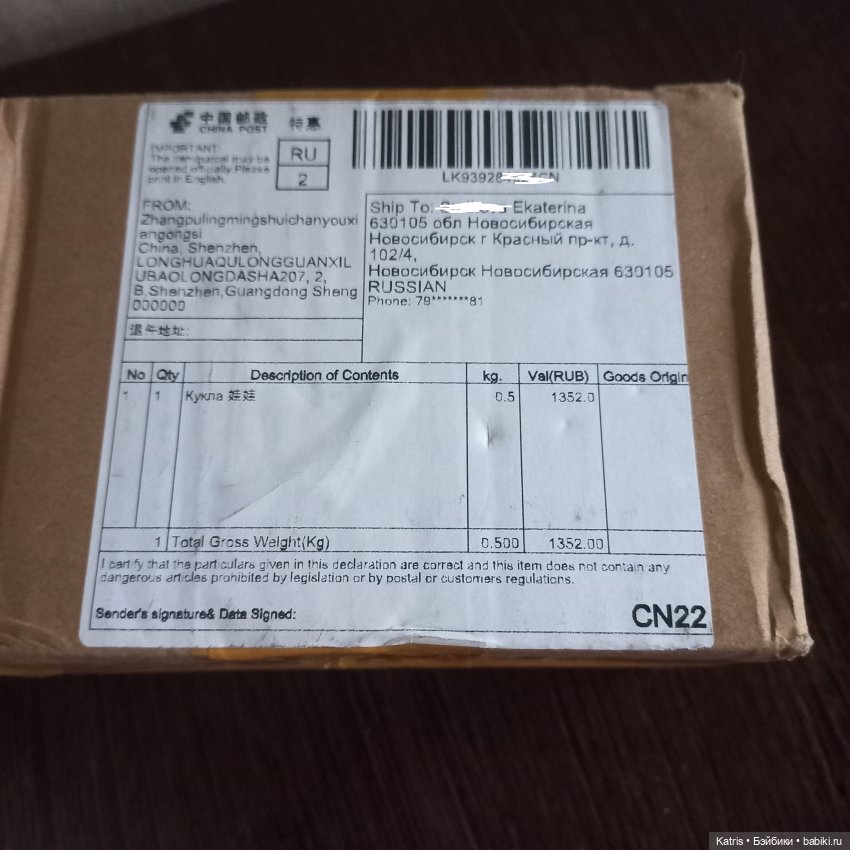 中国邮政 特惠
CHINA POST
IMPORTANT:
The item/parcel may be
opened officially.Please
print in English.
RU
2
LK9392
CN
FROM:
Zhangpulingmingshuichanyouxi
angongsi
China, Shenzhen,
LONGHUAQULONGGUANXIL
UBAOLONGDASHA207, 2,
B,Shenzhen,Guangdong Sheng
000000
退件地址:
Ship To: Ekaterina
630105 обл Новосибирская
Новосибирск г Красный пр-кт, д.
102/4,
Новосибирск Новосибирская 630105
RUSSIAN
Phone: 79*******81
No Qty Description of Contents kg. Val(RUB) Goods Origin
1 1 Кукла 娃娃 0.5 1352.0
1 Total Gross Weight(Kg) 0.500 1352.00
I certify that the particulars given in this declaration are correct and this item does not contain any
dangerous articles prohibited by legislation or by postal or customers regulations.
Sender's signature& Data Signed:
CN22
Katris • Бэйбики • babiki.ru